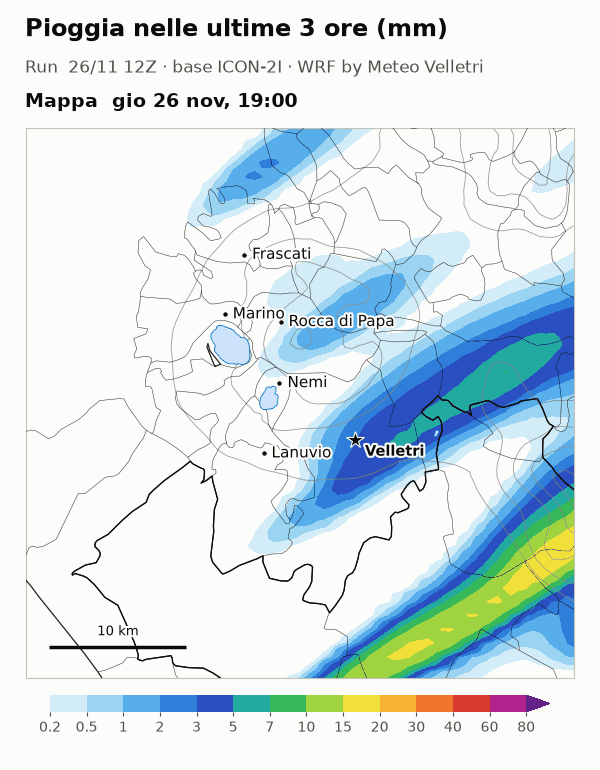 Pioggia nelle ultime 3 ore (mm)
Run  26/11 12Z · base ICON-2I · WRF by Meteo Velletri
Mappa  gio 26 nov, 19:00
Frascati
Marino
Rocca di Papa
Nemi
Velletri
Lanuvio
10 km
0.2 0.5 1 2 3 5 7 10 15 20 30 40 60 80